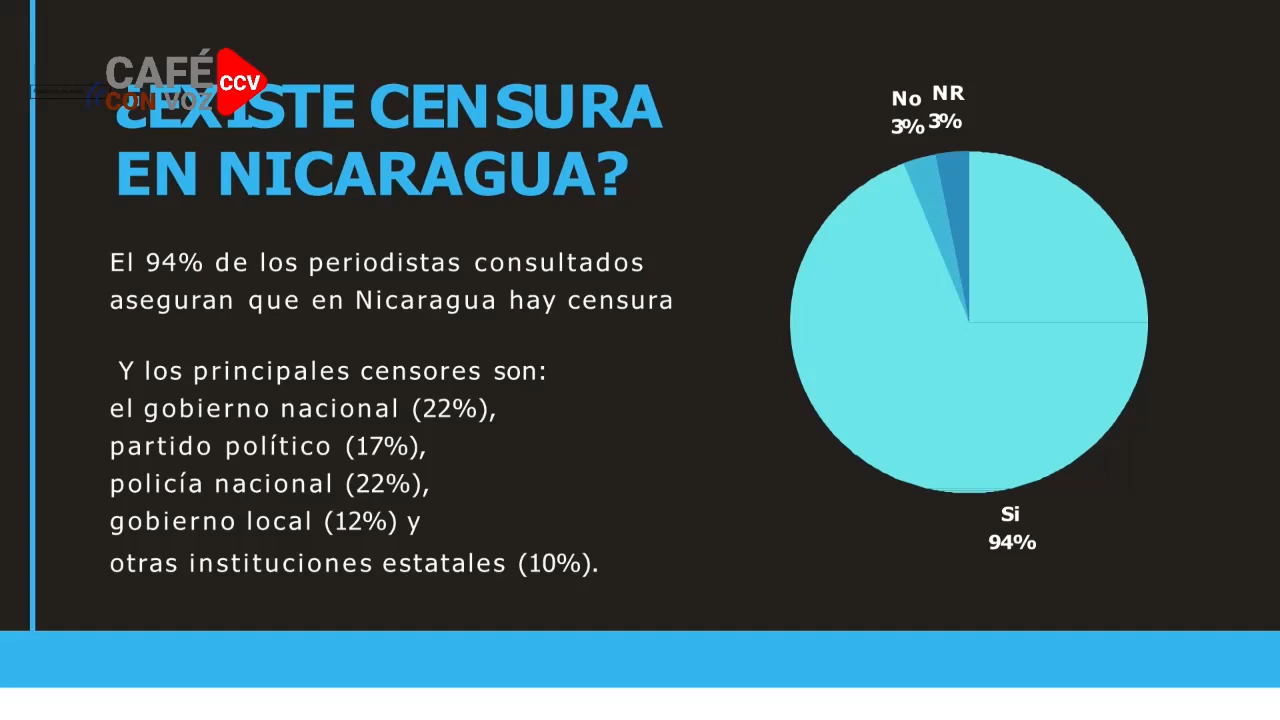 CAFÉ
CON VOZ
CCV
¿EXISTE CENSURA
EN NICARAGUA?
El 94% de los periodistas consultados
aseguran que en Nicaragua hay censura
Y los principales censores son:
el gobierno nacional (22%),
partido político (17%),
policía nacional (22%),
gobierno local (12%) y
otras instituciones estatales (10%).
No
3%
NR
3%
Si
94%